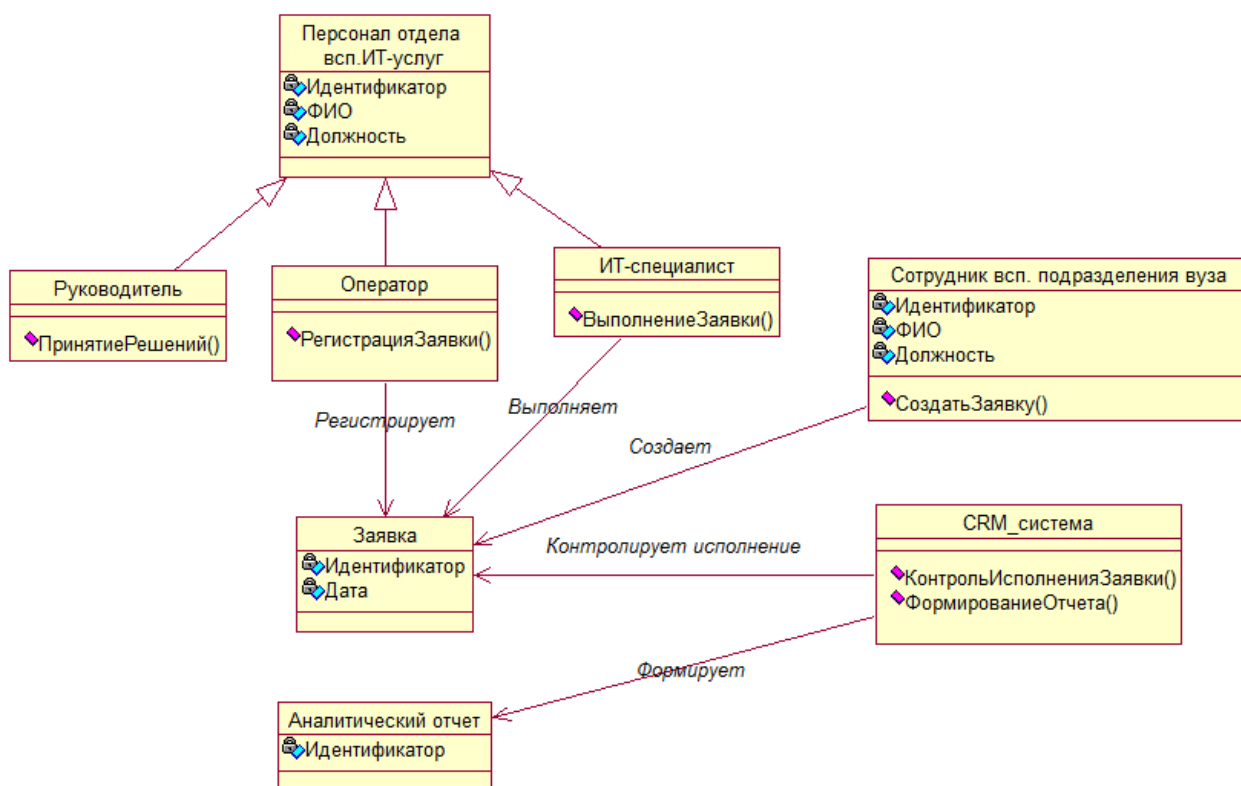 Персонал отдела
всп.ИТ-услуг
Идентификатор
ФИО
Должность
Руководитель
ПринятиеРешений()
Оператор
РегистрацияЗаявки()
ИТ-специалист
ВыполнениеЗаявки()
Сотрудник всп. подразделения вуза
Идентификатор
ФИО
Должность
СоздатьЗаявку()
Регистрирует
Выполняет
Создает
Заявка
Идентификатор
Дата
Контролирует исполнение
CRM_система
КонтрольИсполненияЗаявки()
ФормированиеОтчета()
Формирует
Аналитический отчет
Идентификатор